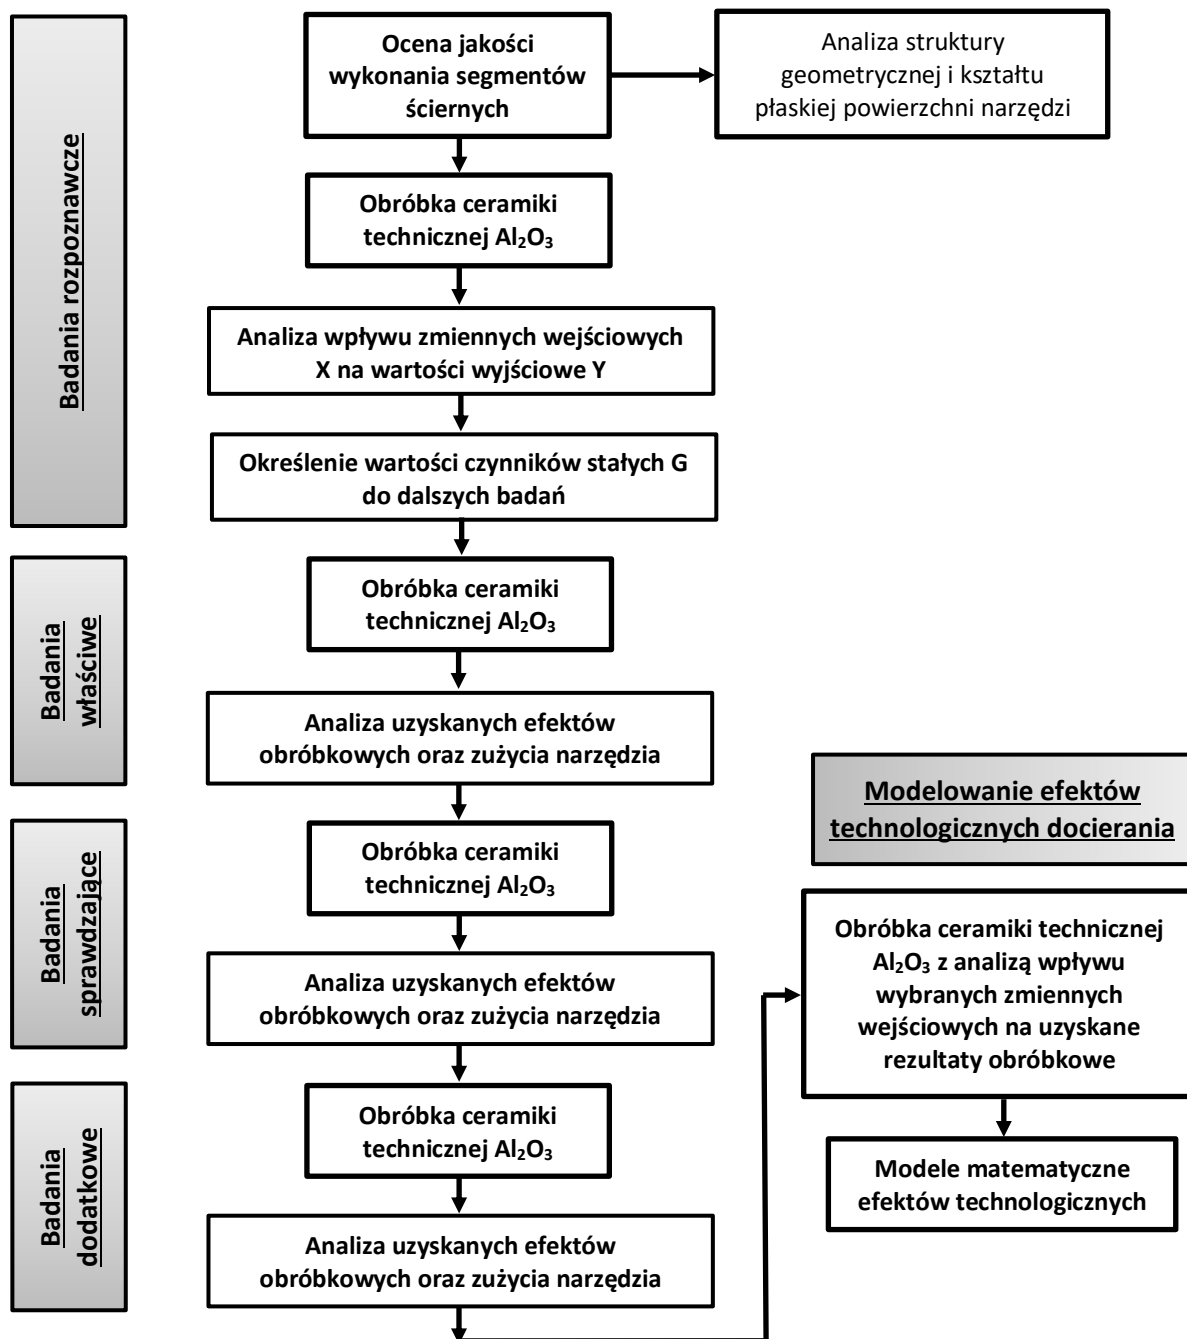 Badania rozpoznawcze
Ocena jakości
wykonania segmentów
ściernych
Analiza struktury
geometrycznej i kształtu
płaskiej powierzchni narzędzi
Obróbka ceramiki
technicznej Al₂O₃
Analiza wpływu zmiennych wejściowych
X na wartości wyjściowe Y
Określenie wartości czynników stałych G
do dalszych badań
Badania
właściwe
Obróbka ceramiki
technicznej Al₂O₃
Analiza uzyskanych efektów
obróbkowych oraz zużycia narzędzia
Badania
sprawdzające
Obróbka ceramiki
technicznej Al₂O₃
Analiza uzyskanych efektów
obróbkowych oraz zużycia narzędzia
Badania
dodatkowe
Obróbka ceramiki
technicznej Al₂O₃
Analiza uzyskanych efektów
obróbkowych oraz zużycia narzędzia
Modelowanie efektów
technologicznych docierania
Obróbka ceramiki technicznej
Al₂O₃ z analizą wpływu
wybranych zmiennych
wejściowych na uzyskane
rezultaty obróbkowe
Modele matematyczne
efektów technologicznych